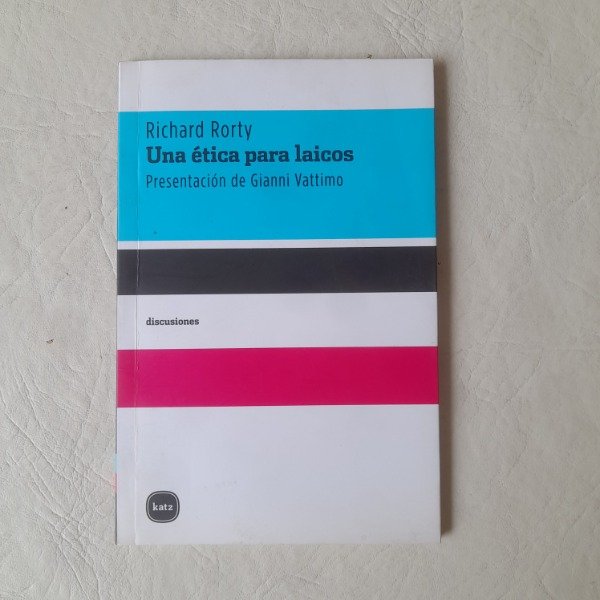 Richard Rorty
Una ética para laicos
Presentación de Gianni Vattimo
discusiones
katz